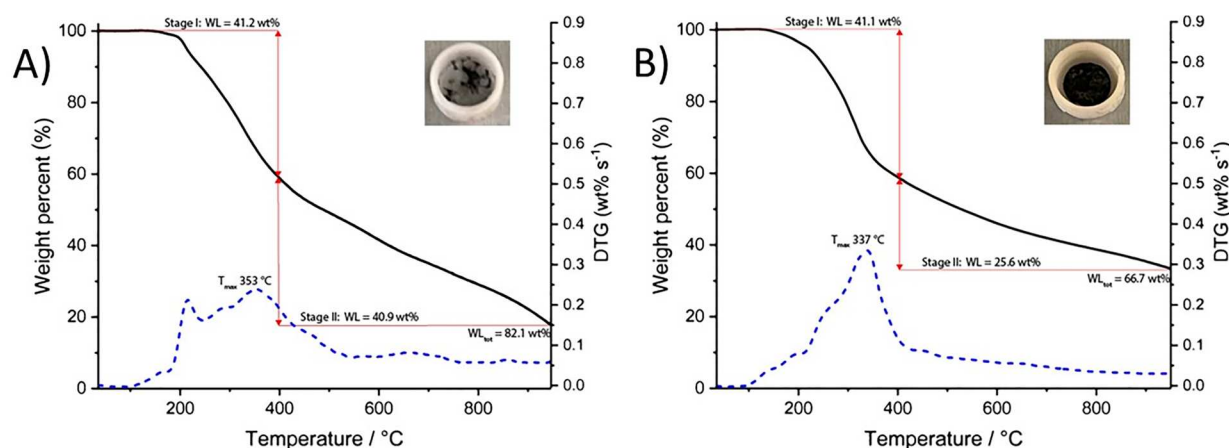 A)
Stage I: WL = 41.2 wt%
T_max 353 °C
Stage II: WL = 40.9 wt%
WL_tot = 82.1 wt%
100
80
60
40
20
0
Weight percent (%)
0.9
0.8
0.7
0.6
0.5
0.4
0.3
0.2
0.1
0.0
DTG (wt% s⁻¹)
200 400 600 800
Temperature / °C
B)
Stage I: WL = 41.1 wt%
T_max 337 °C
Stage II: WL = 25.6 wt%
WL_tot = 66.7 wt%
100
80
60
40
20
0
Weight percent (%)
0.9
0.8
0.7
0.6
0.5
0.4
0.3
0.2
0.1
0.0
DTG (wt% s⁻¹)
200 400 600 800
Temperature / °C